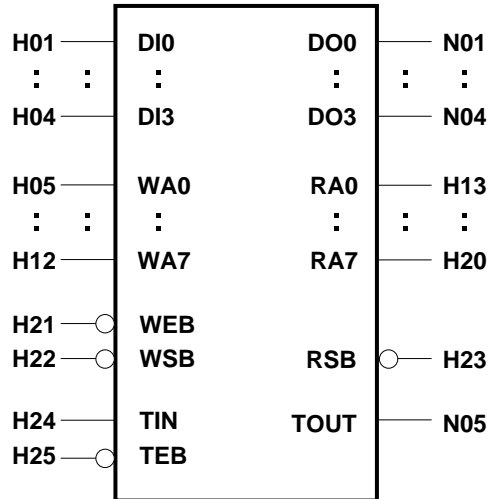 H01 DI0 DO0 N01
: : : : : :
H04 DI3 DO3 N04
H05 WA0 RA0 H13
: : : : : :
H12 WA7 RA7 H20
H21 WEB
H22 WSB RSB H23
H24 TIN TOUT N05
H25 TEB